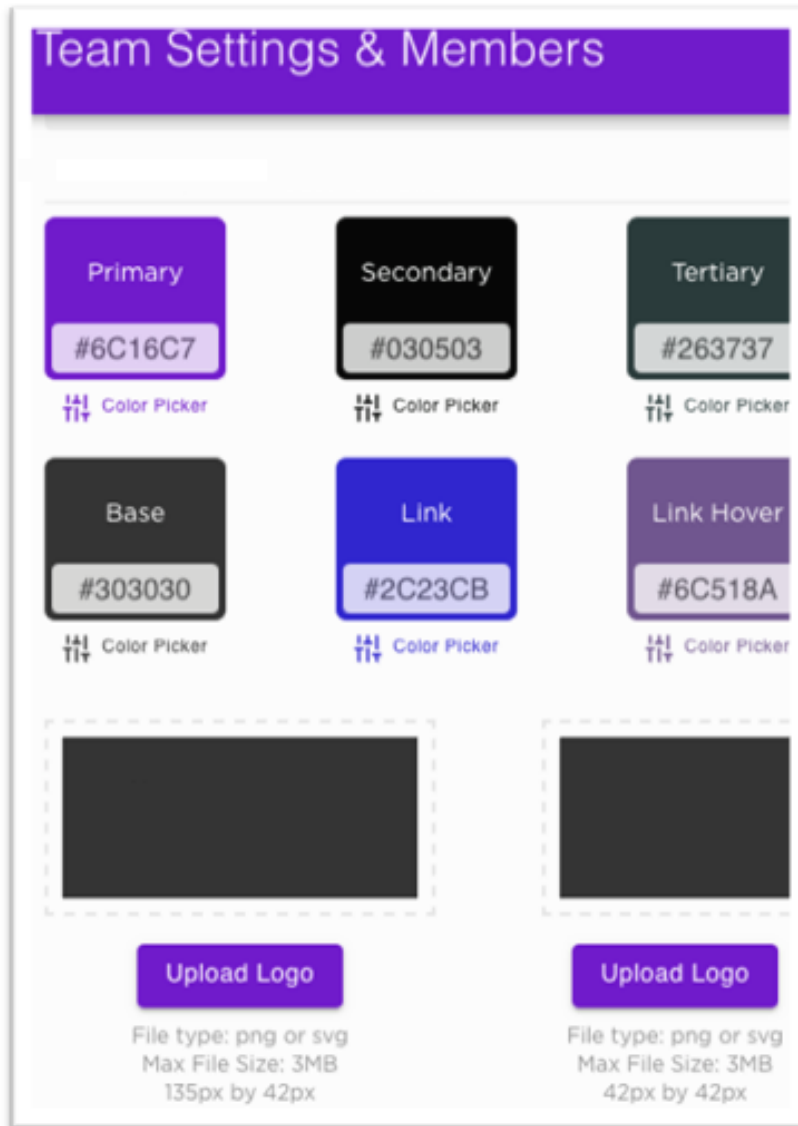 Team Settings & Members
Primary
Secondary
Tertiary
#6C16C7
#030503
#263737
Color Picker
Color Picker
Color Picker
Base
Link
Link Hover
#303030
#2C23CB
#6C518A
Color Picker
Color Picker
Color Picker
Upload Logo
Upload Logo
File type: png or svg
Max File Size: 3MB
135px by 42px
File type: png or svg
Max File Size: 3MB
42px by 42px